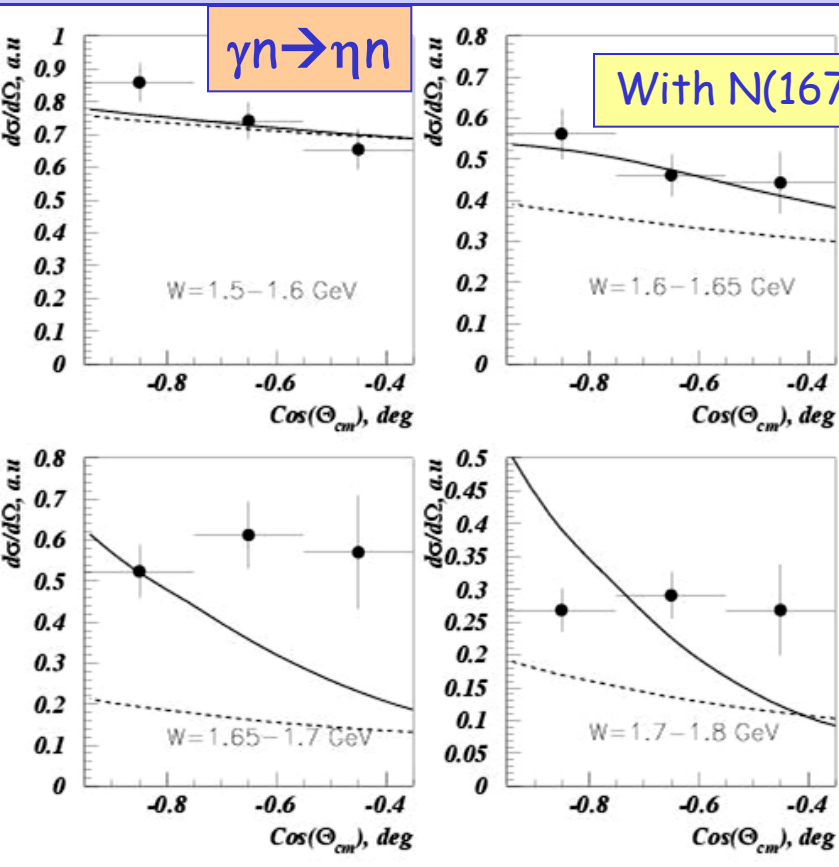 γn→ηn
With N(167
dσ/dΩ, a.u
1
0.9
0.8
0.7
0.6
0.5
0.4
0.3
0.2
0.1
0
W=1.5−1.6 GeV
-0.8 -0.6 -0.4
Cos(Θcm), deg
dσ/dΩ, a.u
0.8
0.7
0.6
0.5
0.4
0.3
0.2
0.1
0
W=1.6−1.65 GeV
-0.8 -0.6 -0.4
Cos(Θcm), deg
dσ/dΩ, a.u
0.8
0.7
0.6
0.5
0.4
0.3
0.2
0.1
0
W=1.65−1.7 GeV
-0.8 -0.6 -0.4
Cos(Θcm), deg
dσ/dΩ, a.u
0.5
0.45
0.4
0.35
0.3
0.25
0.2
0.15
0.1
0.05
0
W=1.7−1.8 GeV
-0.8 -0.6 -0.4
Cos(Θcm), deg